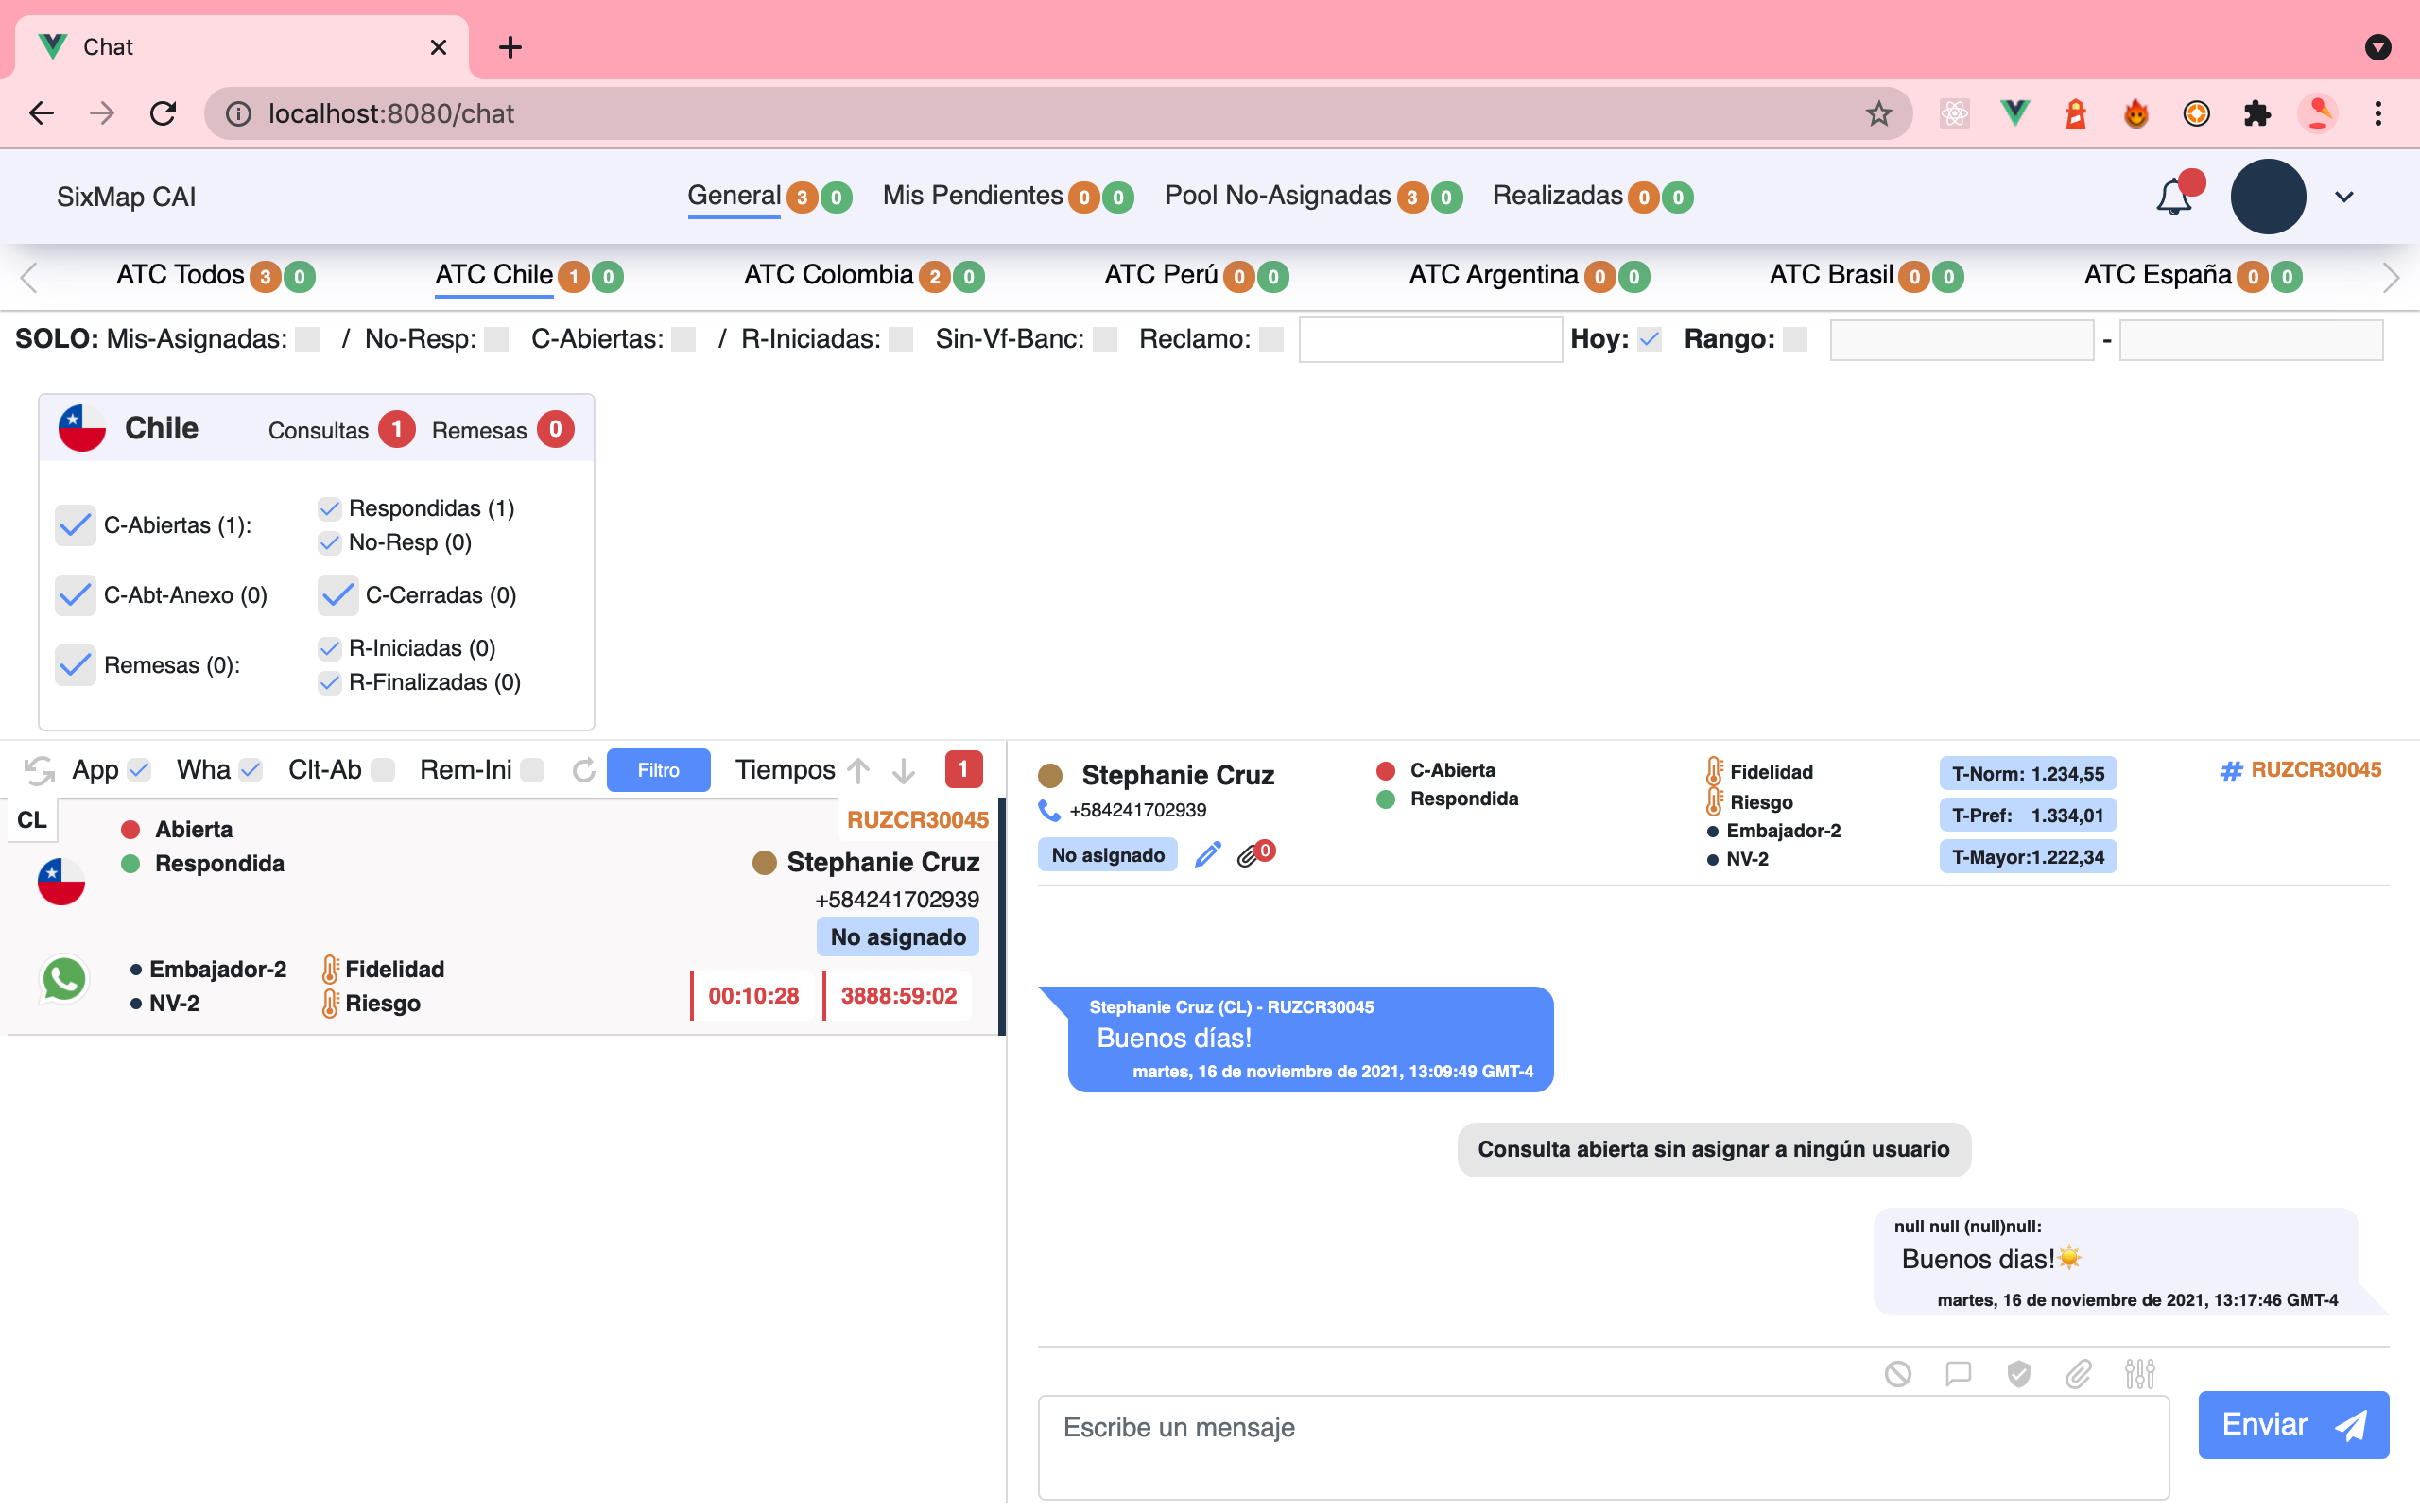 Chat
localhost:8080/chat
SixMap CAI
General 3 0 Mis Pendientes 0 0 Pool No-Asignadas 3 0 Realizadas 0 0
ATC Todos 3 0 ATC Chile 1 0 ATC Colombia 2 0 ATC Perú 0 0 ATC Argentina 0 0 ATC Brasil 0 0 ATC España 0 0
SOLO: Mis-Asignadas: / No-Resp: C-Abiertas: / R-Iniciadas: Sin-Vf-Banc: Reclamo: Hoy: Rango: -
Chile Consultas 1 Remesas 0
C-Abiertas (1):
Respondidas (1)
No-Resp (0)
C-Abt-Anexo (0)
C-Cerradas (0)
Remesas (0):
R-Iniciadas (0)
R-Finalizadas (0)
App Wha Clt-Ab Rem-Ini Filtro Tiempos 1
CL
Abierta
Respondida
RUZCR30045
Stephanie Cruz
+584241702939
No asignado
Embajador-2
NV-2
Fidelidad
Riesgo
00:10:28 3888:59:02
Stephanie Cruz
+584241702939
No asignado 0
C-Abierta
Respondida
Fidelidad
Riesgo
Embajador-2
NV-2
T-Norm: 1.234,55
T-Pref: 1.334,01
T-Mayor:1.222,34
# RUZCR30045
Stephanie Cruz (CL) - RUZCR30045
Buenos días!
martes, 16 de noviembre de 2021, 13:09:49 GMT-4
Consulta abierta sin asignar a ningún usuario
null null (null)null:
Buenos dias!☀️
martes, 16 de noviembre de 2021, 13:17:46 GMT-4
Escribe un mensaje
Enviar